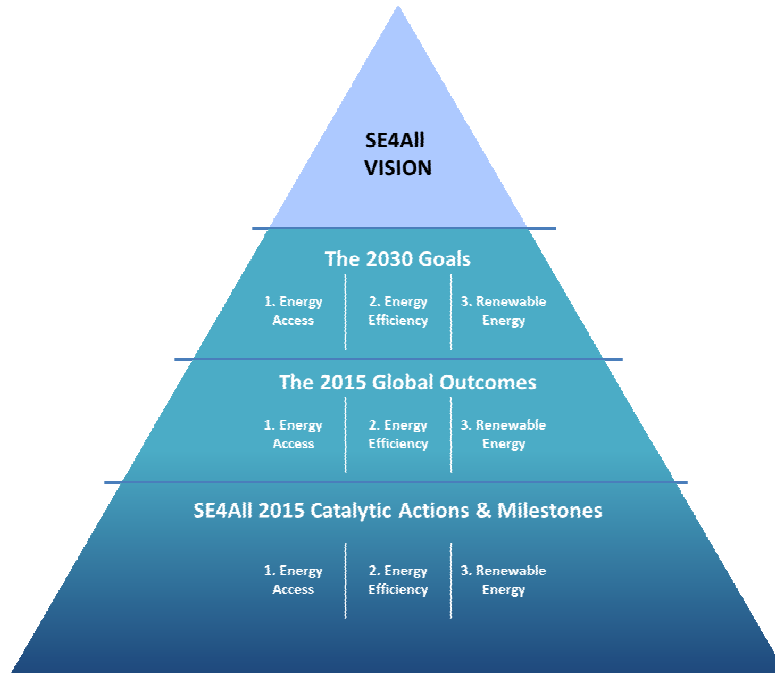 SE4All
VISION
The 2030 Goals
1. Energy
Access
2. Energy
Efficiency
3. Renewable
Energy
The 2015 Global Outcomes
1. Energy
Access
2. Energy
Efficiency
3. Renewable
Energy
SE4All 2015 Catalytic Actions & Milestones
1. Energy
Access
2. Energy
Efficiency
3. Renewable
Energy